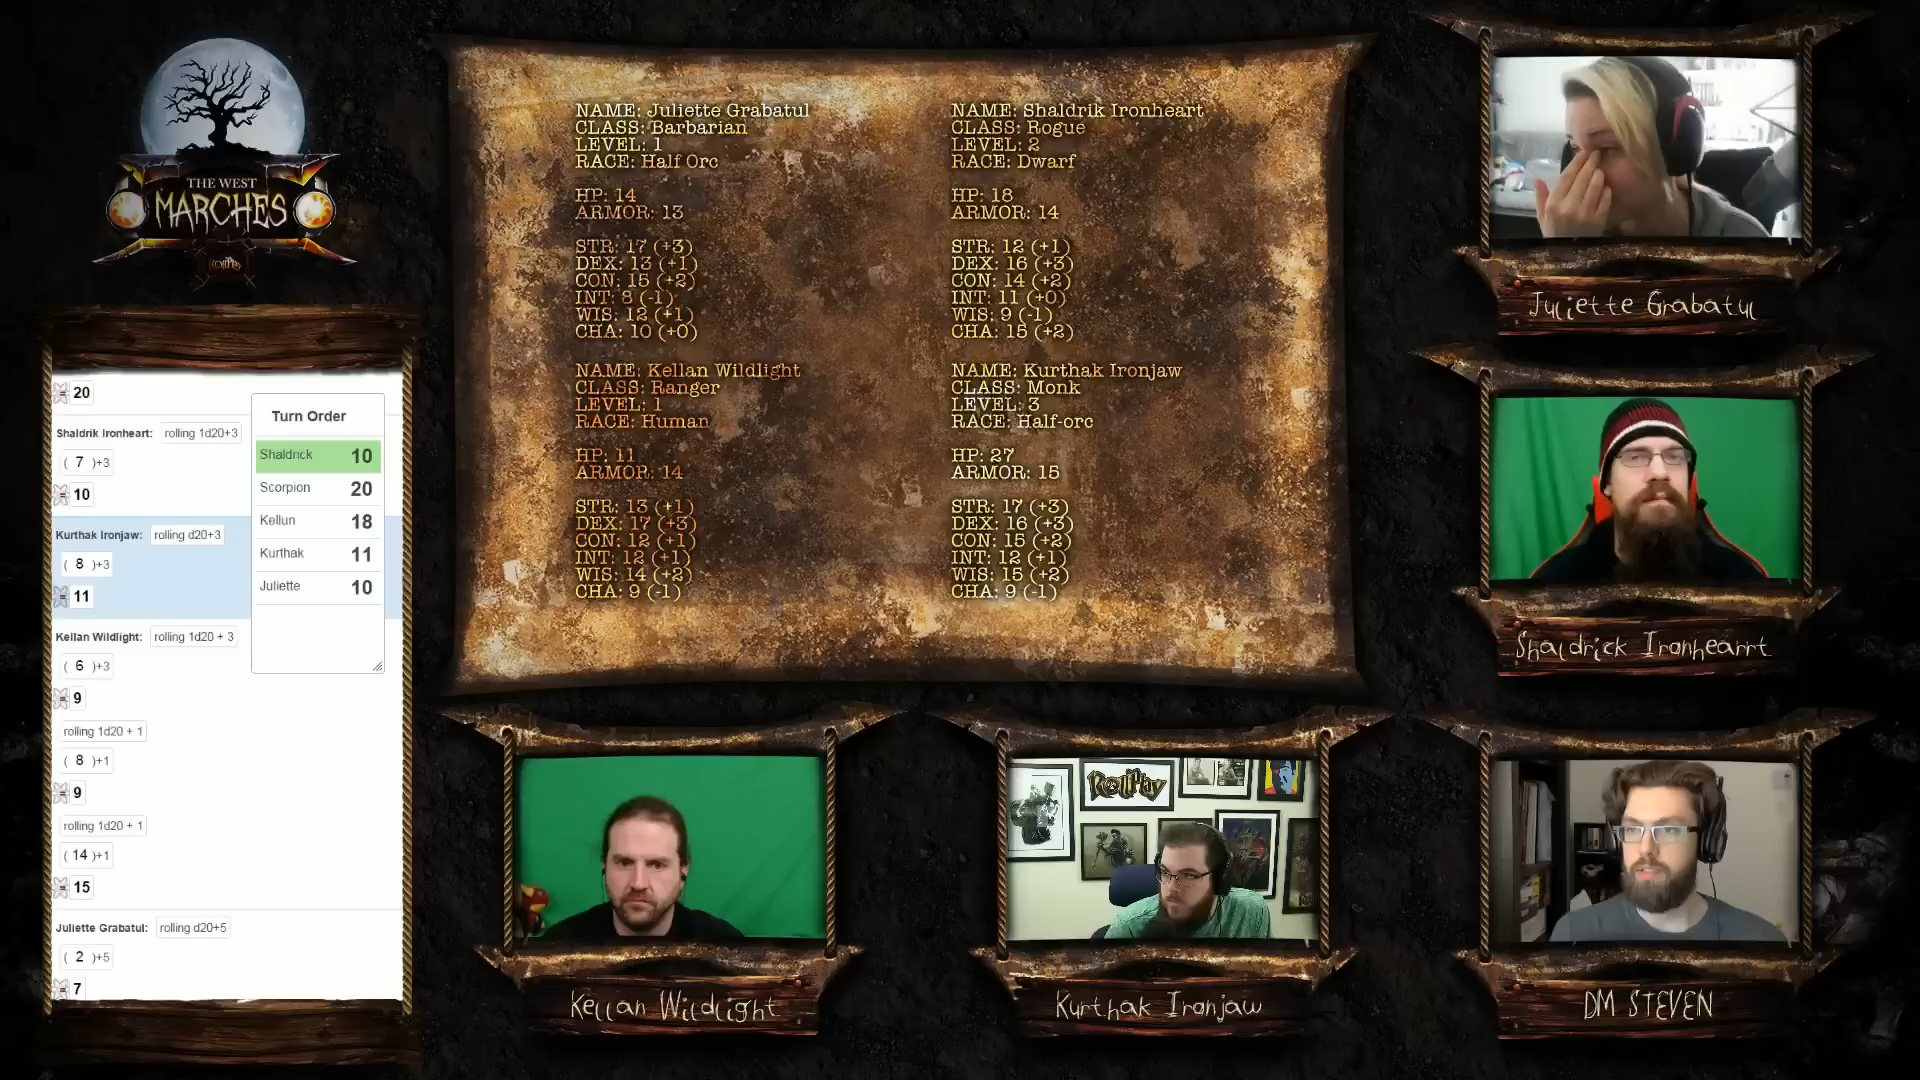 THE WEST
MARCHES
20
Shaldrik Ironheart: rolling 1d20+3
( 7 )+3
= 10
Kurthak Ironjaw: rolling d20+3
( 8 )+3
= 11
Kellan Wildlight: rolling 1d20 + 3
( 6 )+3
= 9
rolling 1d20 + 1
( 8 )+1
= 9
rolling 1d20 + 1
( 14 )+1
= 15
Juliette Grabatul: rolling d20+5
( 2 )+5
= 7
Turn Order
Shaldrick 10
Scorpion 20
Kellun 18
Kurthak 11
Juliette 10
NAME: Juliette Grabatul
CLASS: Barbarian
LEVEL: 1
RACE: Half Orc
HP: 14
ARMOR: 13
STR: 17 (+3)
DEX: 13 (+1)
CON: 15 (+2)
INT: 8 (-1)
WIS: 12 (+1)
CHA: 10 (+0)
NAME: Shaldrik Ironheart
CLASS: Rogue
LEVEL: 2
RACE: Dwarf
HP: 18
ARMOR: 14
STR: 12 (+1)
DEX: 16 (+3)
CON: 14 (+2)
INT: 11 (+0)
WIS: 9 (-1)
CHA: 15 (+2)
NAME: Kellan Wildlight
CLASS: Ranger
LEVEL: 1
RACE: Human
HP: 11
ARMOR: 14
STR: 13 (+1)
DEX: 17 (+3)
CON: 12 (+1)
INT: 12 (+1)
WIS: 14 (+2)
CHA: 9 (-1)
NAME: Kurthak Ironjaw
CLASS: Monk
LEVEL: 3
RACE: Half-orc
HP: 27
ARMOR: 15
STR: 17 (+3)
DEX: 16 (+3)
CON: 15 (+2)
INT: 12 (+1)
WIS: 15 (+2)
CHA: 9 (-1)
Juliette Grabatul
Shaldrick Ironhearrt
RollPlay
Kellan Wildlight
Kurthak Ironjaw
DM STEVEN